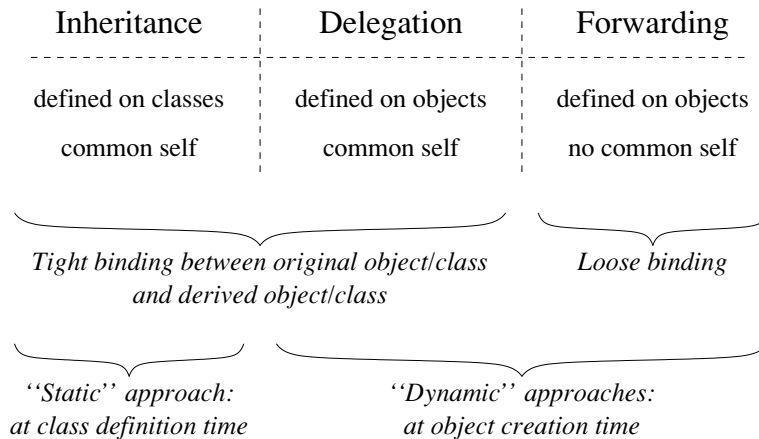 Inheritance Delegation Forwarding
defined on classes defined on objects defined on objects
common self common self no common self
Tight binding between original object/class Loose binding
and derived object/class
‘‘Static’’ approach: ‘‘Dynamic’’ approaches:
at class definition time at object creation time